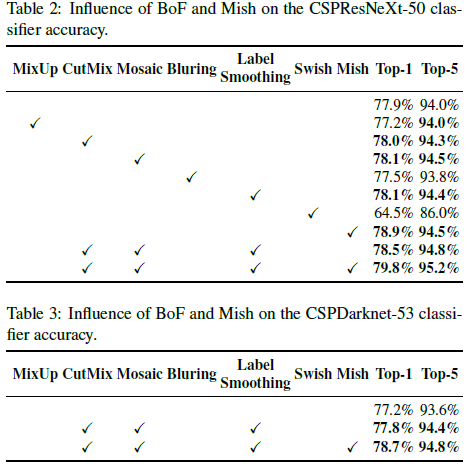 Table 2: Influence of BoF and Mish on the CSPResNeXt-50 clas-
sifier accuracy.
MixUp CutMix Mosaic Bluring Label Smoothing Swish Mish Top-1 Top-5
77.9% 94.0%
✓ 77.2% 94.0%
✓ 78.0% 94.3%
✓ 78.1% 94.5%
✓ 77.5% 93.8%
✓ 78.1% 94.4%
✓ 64.5% 86.0%
✓ 78.9% 94.5%
✓ ✓ ✓ 78.5% 94.8%
✓ ✓ ✓ ✓ 79.8% 95.2%
Table 3: Influence of BoF and Mish on the CSPDarknet-53 classi-
fier accuracy.
MixUp CutMix Mosaic Bluring Label Smoothing Swish Mish Top-1 Top-5
77.2% 93.6%
✓ ✓ ✓ 77.8% 94.4%
✓ ✓ ✓ ✓ 78.7% 94.8%